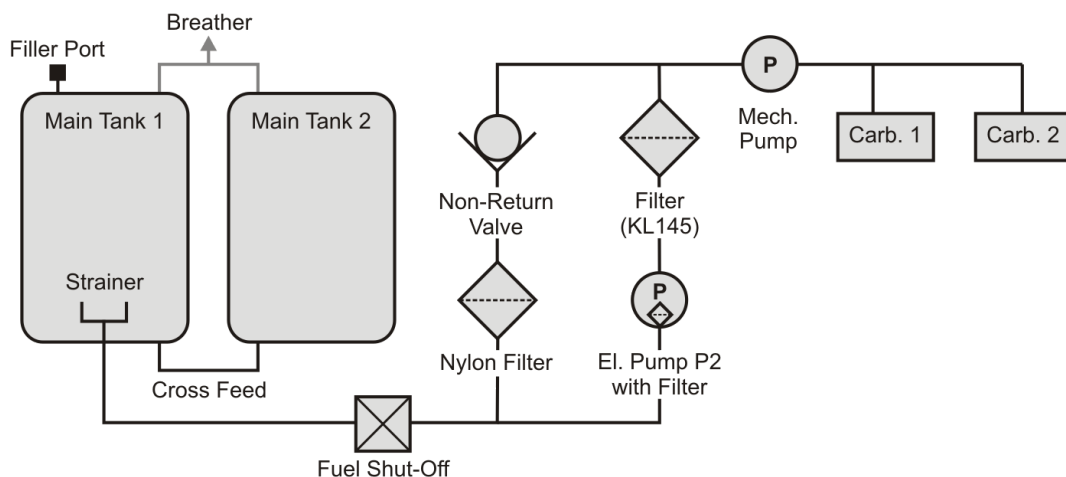 Breather
Filler Port
Main Tank 1
Main Tank 2
P
Mech.
Pump
Carb. 1
Carb. 2
Non-Return
Valve
Filter
(KL145)
Strainer
P
Nylon Filter
El. Pump P2
with Filter
Cross Feed
Fuel Shut-Off